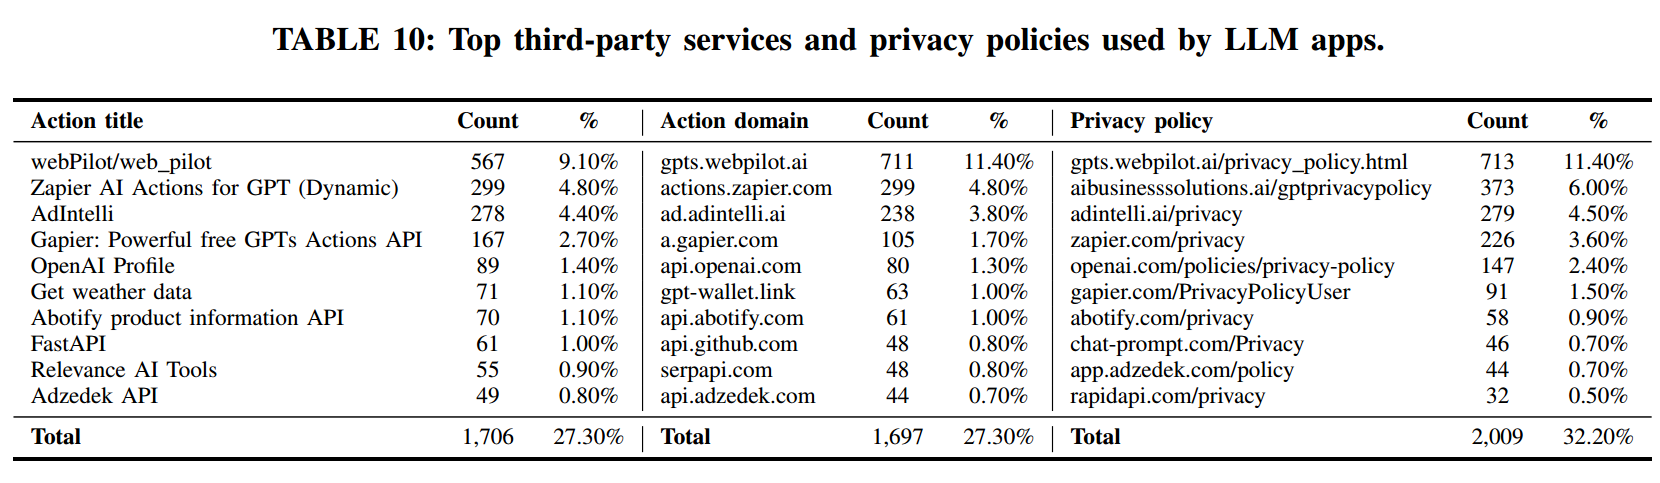 TABLE 10: Top third-party services and privacy policies used by LLM apps.
Action title Count % Action domain Count % Privacy policy Count %
webPilot/web_pilot 567 9.10% gpts.webpilot.ai 711 11.40% gpts.webpilot.ai/privacy_policy.html 713 11.40%
Zapier AI Actions for GPT (Dynamic) 299 4.80% actions.zapier.com 299 4.80% aibusinesssolutions.ai/gptprivacypolicy 373 6.00%
AdIntelli 278 4.40% ad.adintelli.ai 238 3.80% adintelli.ai/privacy 279 4.50%
Gapier: Powerful free GPTs Actions API 167 2.70% a.gapier.com 105 1.70% zapier.com/privacy 226 3.60%
OpenAI Profile 89 1.40% api.openai.com 80 1.30% openai.com/policies/privacy-policy 147 2.40%
Get weather data 71 1.10% gpt-wallet.link 63 1.00% gapier.com/PrivacyPolicyUser 91 1.50%
Abotify product information API 70 1.10% api.abotify.com 61 1.00% abotify.com/privacy 58 0.90%
FastAPI 61 1.00% api.github.com 48 0.80% chat-prompt.com/Privacy 46 0.70%
Relevance AI Tools 55 0.90% serpapi.com 48 0.80% app.adzedek.com/policy 44 0.70%
Adzedek API 49 0.80% api.adzedek.com 44 0.70% rapidapi.com/privacy 32 0.50%
Total 1,706 27.30% Total 1,697 27.30% Total 2,009 32.20%